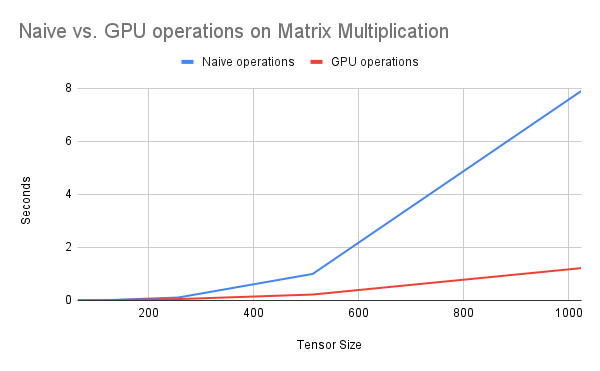 Naive vs. GPU operations on Matrix Multiplication
Naive operations GPU operations
8
6
4
2
0
Seconds
200 400 600 800 1000
Tensor Size